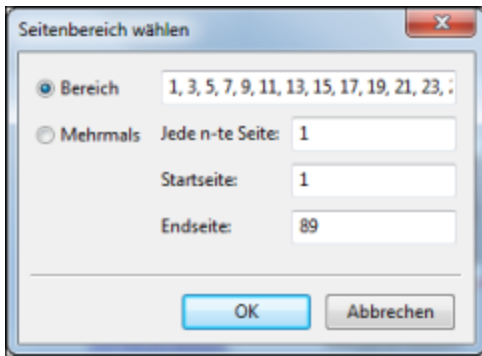 Seitenbereich wählen
Bereich 1, 3, 5, 7, 9, 11, 13, 15, 17, 19, 21, 23,
Mehrmals Jede n-te Seite: 1
Startseite: 1
Endseite: 89
OK Abbrechen